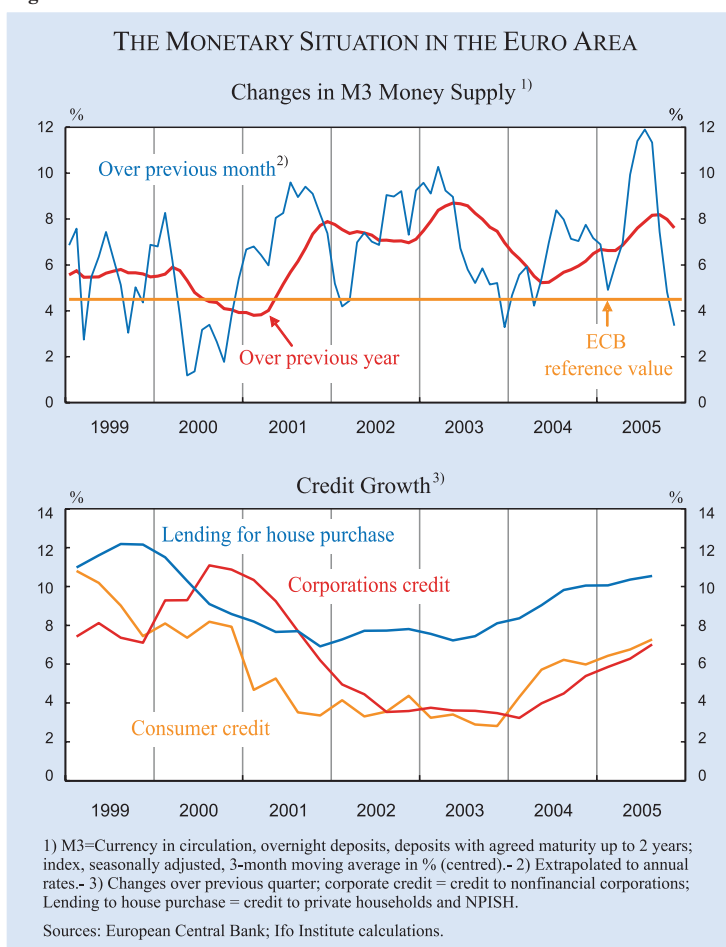 THE MONETARY SITUATION IN THE EURO AREA
Changes in M3 Money Supply 1)
% %
12 12
Over previous month2)
10 10
8 8
6 6
4 4
Over previous year
ECB
reference value
2 2
0 0
1999 2000 2001 2002 2003 2004 2005
Credit Growth3)
% %
14 14
Lending for house purchase
12 12
Corporations credit
10 10
8 8
6 6
4 4
Consumer credit
2 2
0 0
1999 2000 2001 2002 2003 2004 2005
1) M3=Currency in circulation, overnight deposits, deposits with agreed maturity up to 2 years;
index, seasonally adjusted, 3-month moving average in % (centred).- 2) Extrapolated to annual
rates.- 3) Changes over previous quarter; corporate credit = credit to nonfinancial corporations;
Lending to house purchase = credit to private households and NPISH.
Sources: European Central Bank; Ifo Institute calculations.